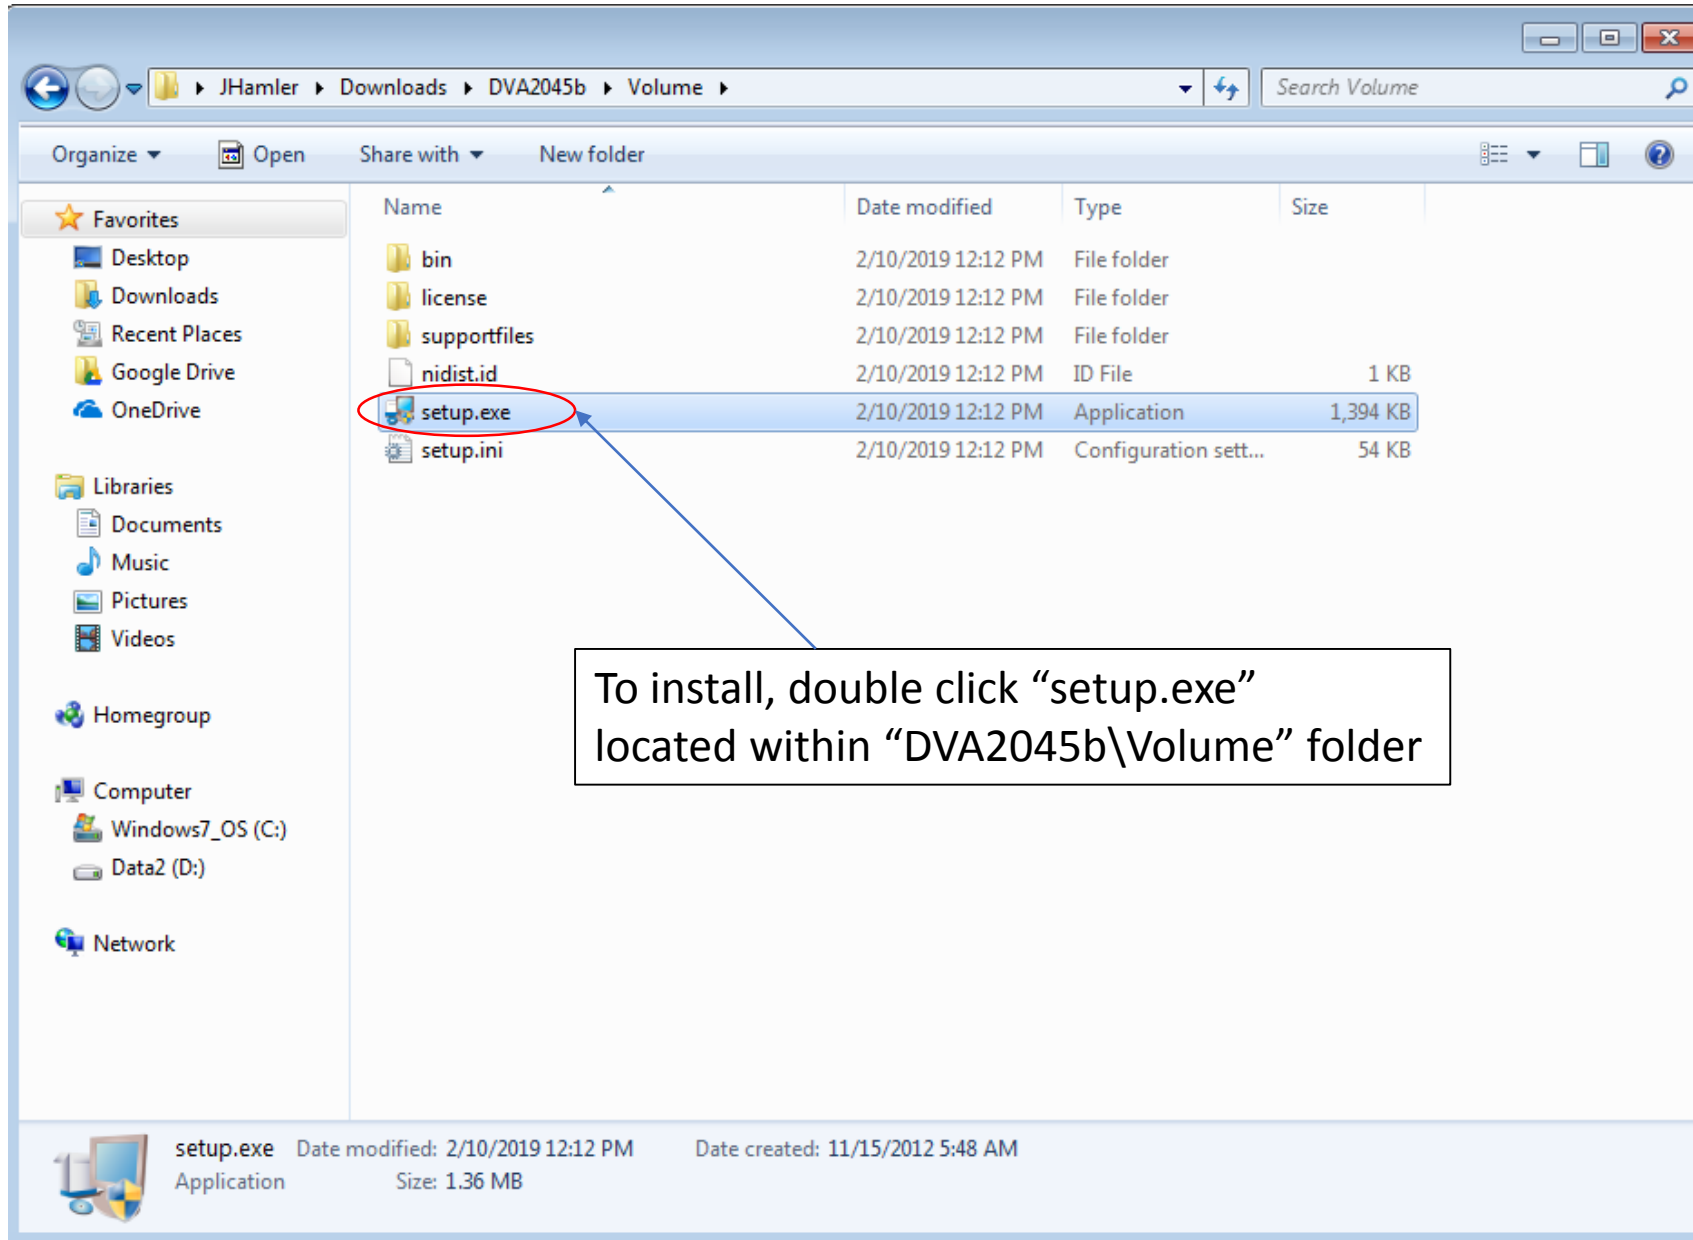 JHamler Downloads DVA2045b Volume
Search Volume
Organize Open Share with New folder
Name Date modified Type Size
Favorites
Desktop
Downloads
Recent Places
Google Drive
OneDrive
Libraries
Documents
Music
Pictures
Videos
Homegroup
Computer
Windows7_OS (C:)
Data2 (D:)
Network
bin 2/10/2019 12:12 PM File folder
license 2/10/2019 12:12 PM File folder
supportfiles 2/10/2019 12:12 PM File folder
nidist.id 2/10/2019 12:12 PM ID File 1 KB
setup.exe 2/10/2019 12:12 PM Application 1,394 KB
setup.ini 2/10/2019 12:12 PM Configuration sett... 54 KB
To install, double click “setup.exe”
located within “DVA2045b\Volume” folder
setup.exe Date modified: 2/10/2019 12:12 PM Date created: 11/15/2012 5:48 AM
Application Size: 1.36 MB